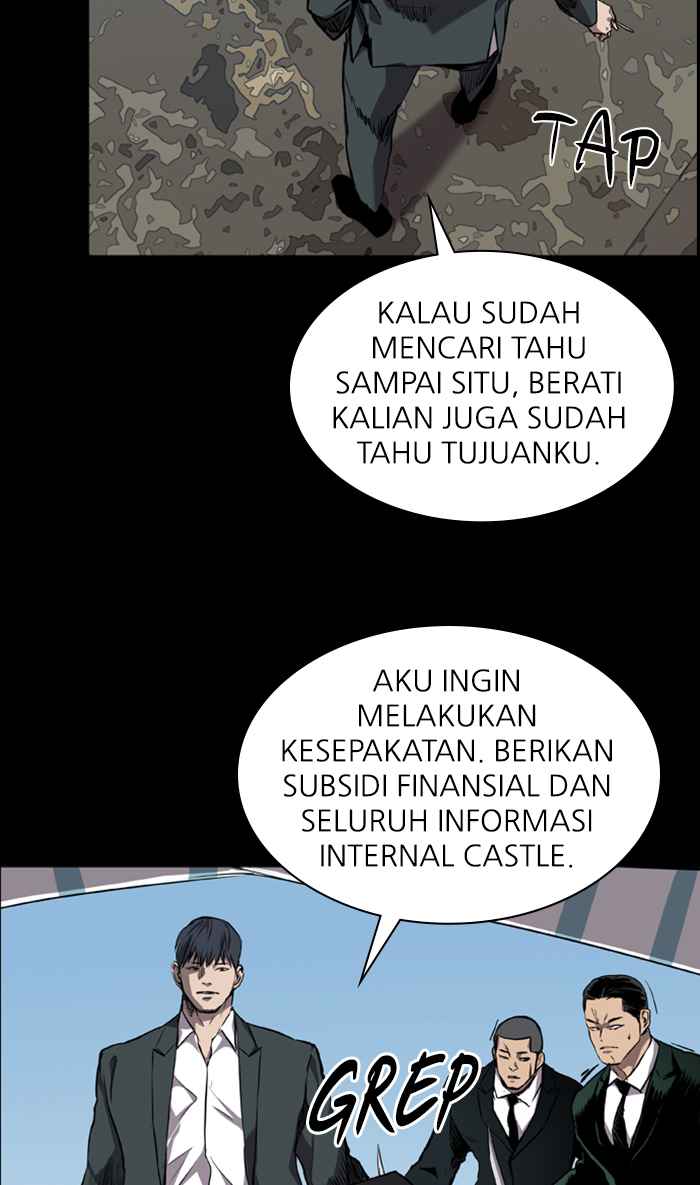 TAP
KALAU SUDAH
MENCARI TAHU
SAMPAI SITU, BERATI
KALIAN JUGA SUDAH
TAHU TUJUANKU.
AKU INGIN
MELAKUKAN
KESEPAKATAN. BERIKAN
SUBSIDI FINANSIAL DAN
SELURUH INFORMASI
INTERNAL CASTLE.
GREP